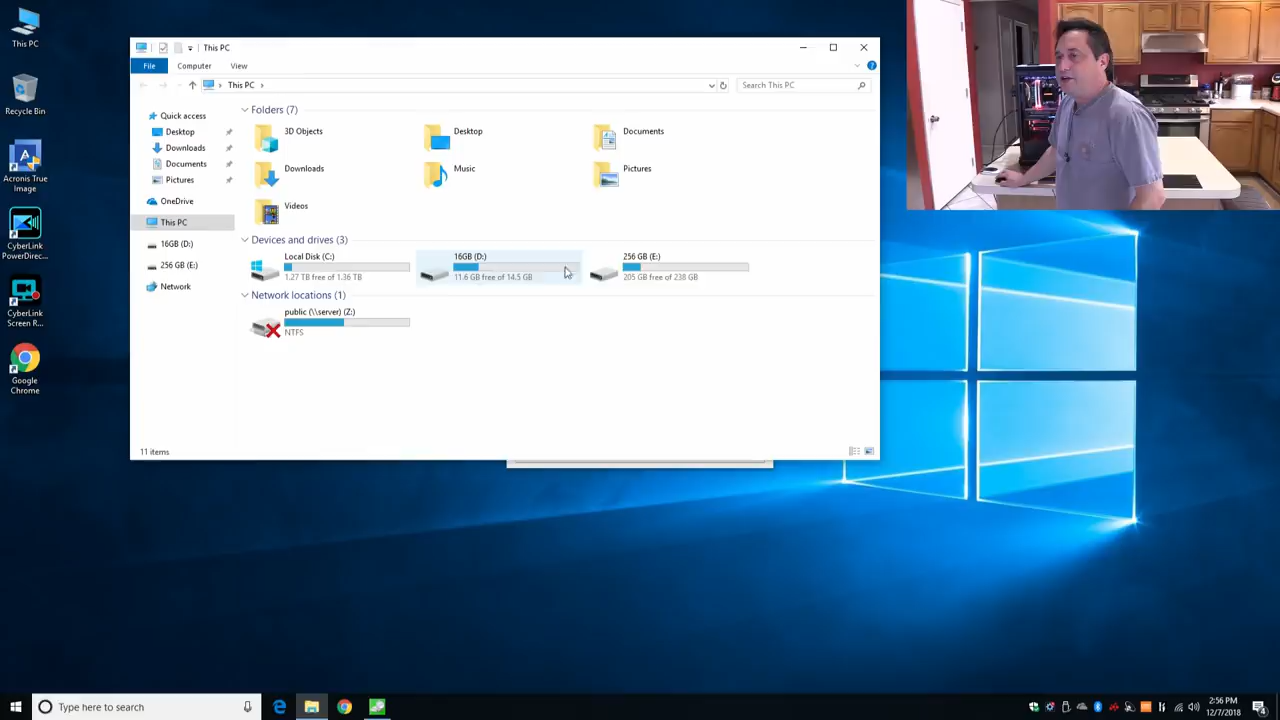 This PC
Recycle Bin
Acronis True
Image
CyberLink
PowerDirec...
CyberLink
Screen R...
Google
Chrome
This PC
File
Computer
View
This PC
Search This PC
Quick access
Desktop
Downloads
Documents
Pictures
OneDrive
This PC
16GB (D:)
256 GB (E:)
Network
Folders (7)
3D Objects
Desktop
Documents
Downloads
Music
Pictures
Videos
Devices and drives (3)
Local Disk (C:)
1.27 TB free of 1.36 TB
16GB (D:)
11.6 GB free of 14.5 GB
256 GB (E:)
205 GB free of 238 GB
Network locations (1)
public (\\server) (Z:)
NTFS
11 items
Type here to search
2:56 PM
12/7/2018